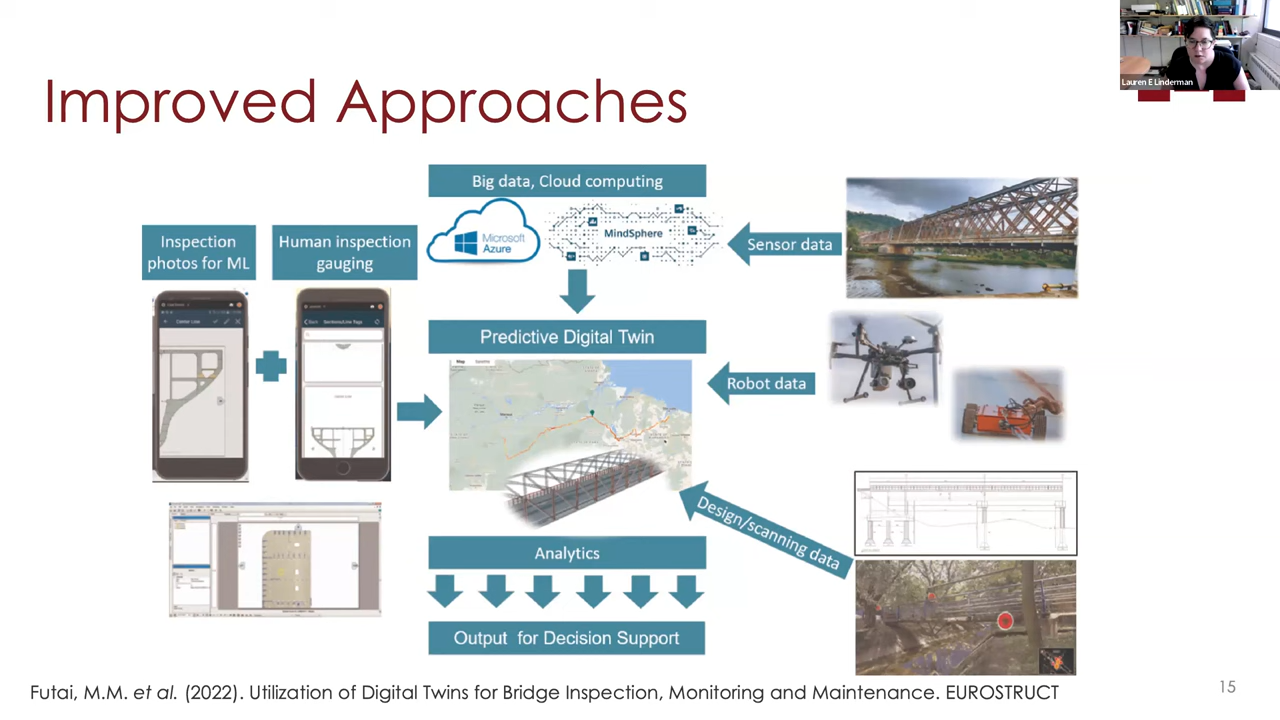 Lauren E Linderman
Improved Approaches
Big data, Cloud computing
Microsoft
Azure
MindSphere
Sensor data
Inspection
photos for ML
Human inspection
gauging
Predictive Digital Twin
Map
Robot data
Design/scanning data
Analytics
Output for Decision Support
Futai, M.M. et al. (2022). Utilization of Digital Twins for Bridge Inspection, Monitoring and Maintenance. EUROSTRUCT
15